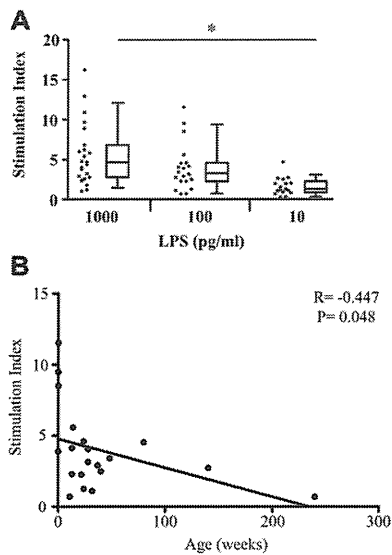 A
*
20
15
10
5
0
Stimulation Index
1000 100 10
LPS (pg/ml)
B
R= -0.447
P= 0.048
15
10
5
0
Stimulation Index
0 100 200 300
Age (weeks)